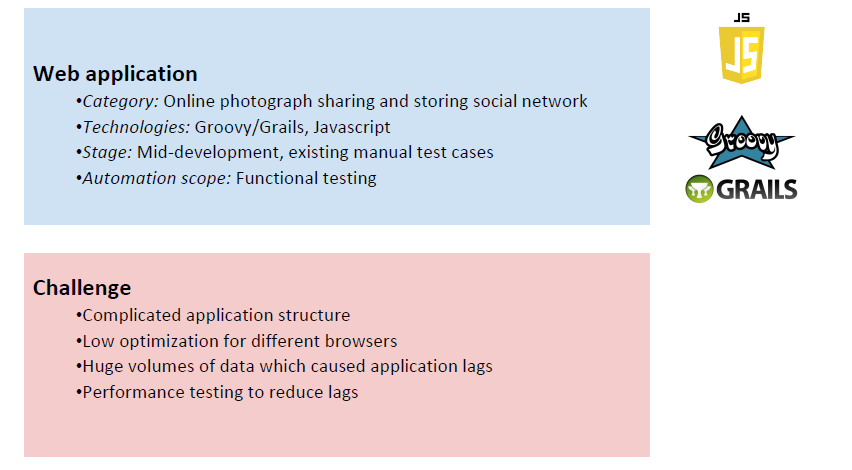 Web application
•Category: Online photograph sharing and storing social network
•Technologies: Groovy/Grails, Javascript
•Stage: Mid-development, existing manual test cases
•Automation scope: Functional testing
Challenge
•Complicated application structure
•Low optimization for different browsers
•Huge volumes of data which caused application lags
•Performance testing to reduce lags
JS
JS
Groovy
GRAILS